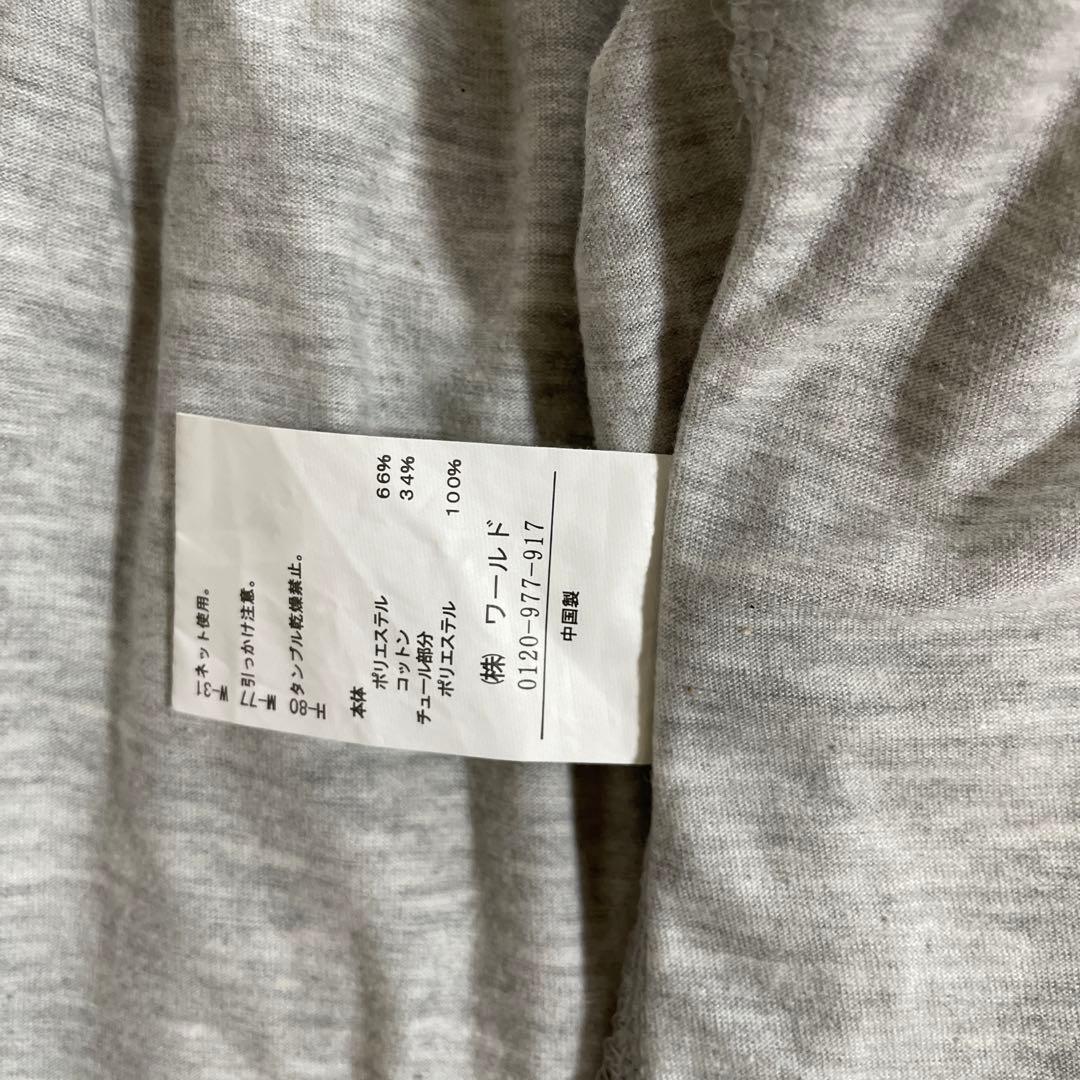 ネット使用。
引っかけ注意。
タンブル乾燥禁止。
本体
ポリエステル 66%
コットン 34%
チュール部分
ポリエステル 100%
(株) ワールド
0120-977-917
中国製